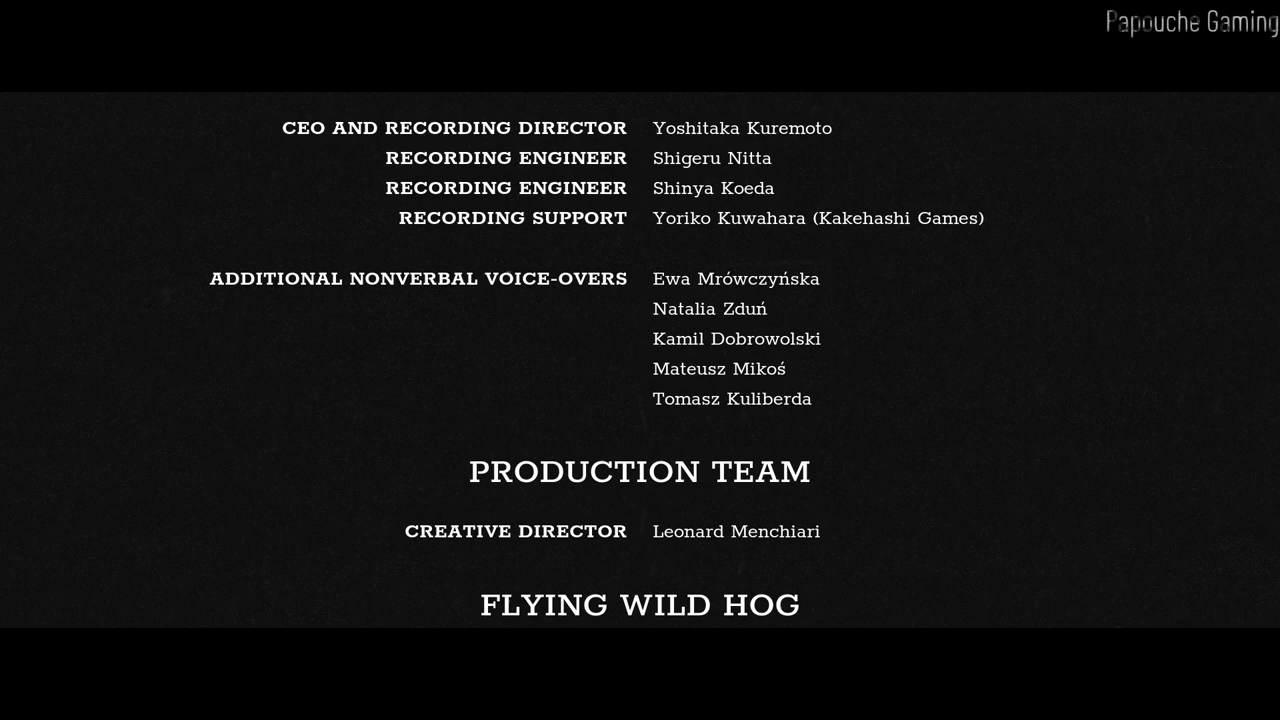 Papouche Gaming
CEO AND RECORDING DIRECTOR Yoshitaka Kuremoto
RECORDING ENGINEER Shigeru Nitta
RECORDING ENGINEER Shinya Koeda
RECORDING SUPPORT Yoriko Kuwahara (Kakehashi Games)
ADDITIONAL NONVERBAL VOICE-OVERS Ewa Mrówczyńska
Natalia Zduń
Kamil Dobrowolski
Mateusz Mikoś
Tomasz Kuliberda
PRODUCTION TEAM
CREATIVE DIRECTOR Leonard Menchiari
FLYING WILD HOG